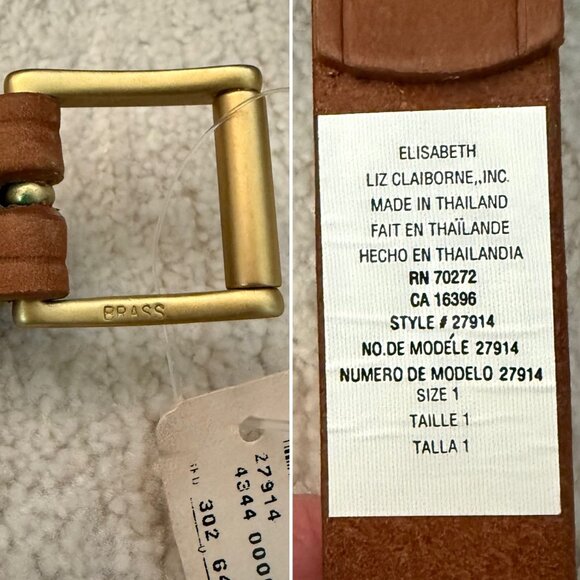 BRASS
27914
4344 000
302 64
ELISABETH
LIZ CLAIBORNE,,INC.
MADE IN THAILAND
FAIT EN THAÏLANDE
HECHO EN THAILANDIA
RN 70272
CA 16396
STYLE # 27914
NO.DE MODÉLE 27914
NUMERO DE MODELO 27914
SIZE 1
TAILLE 1
TALLA 1